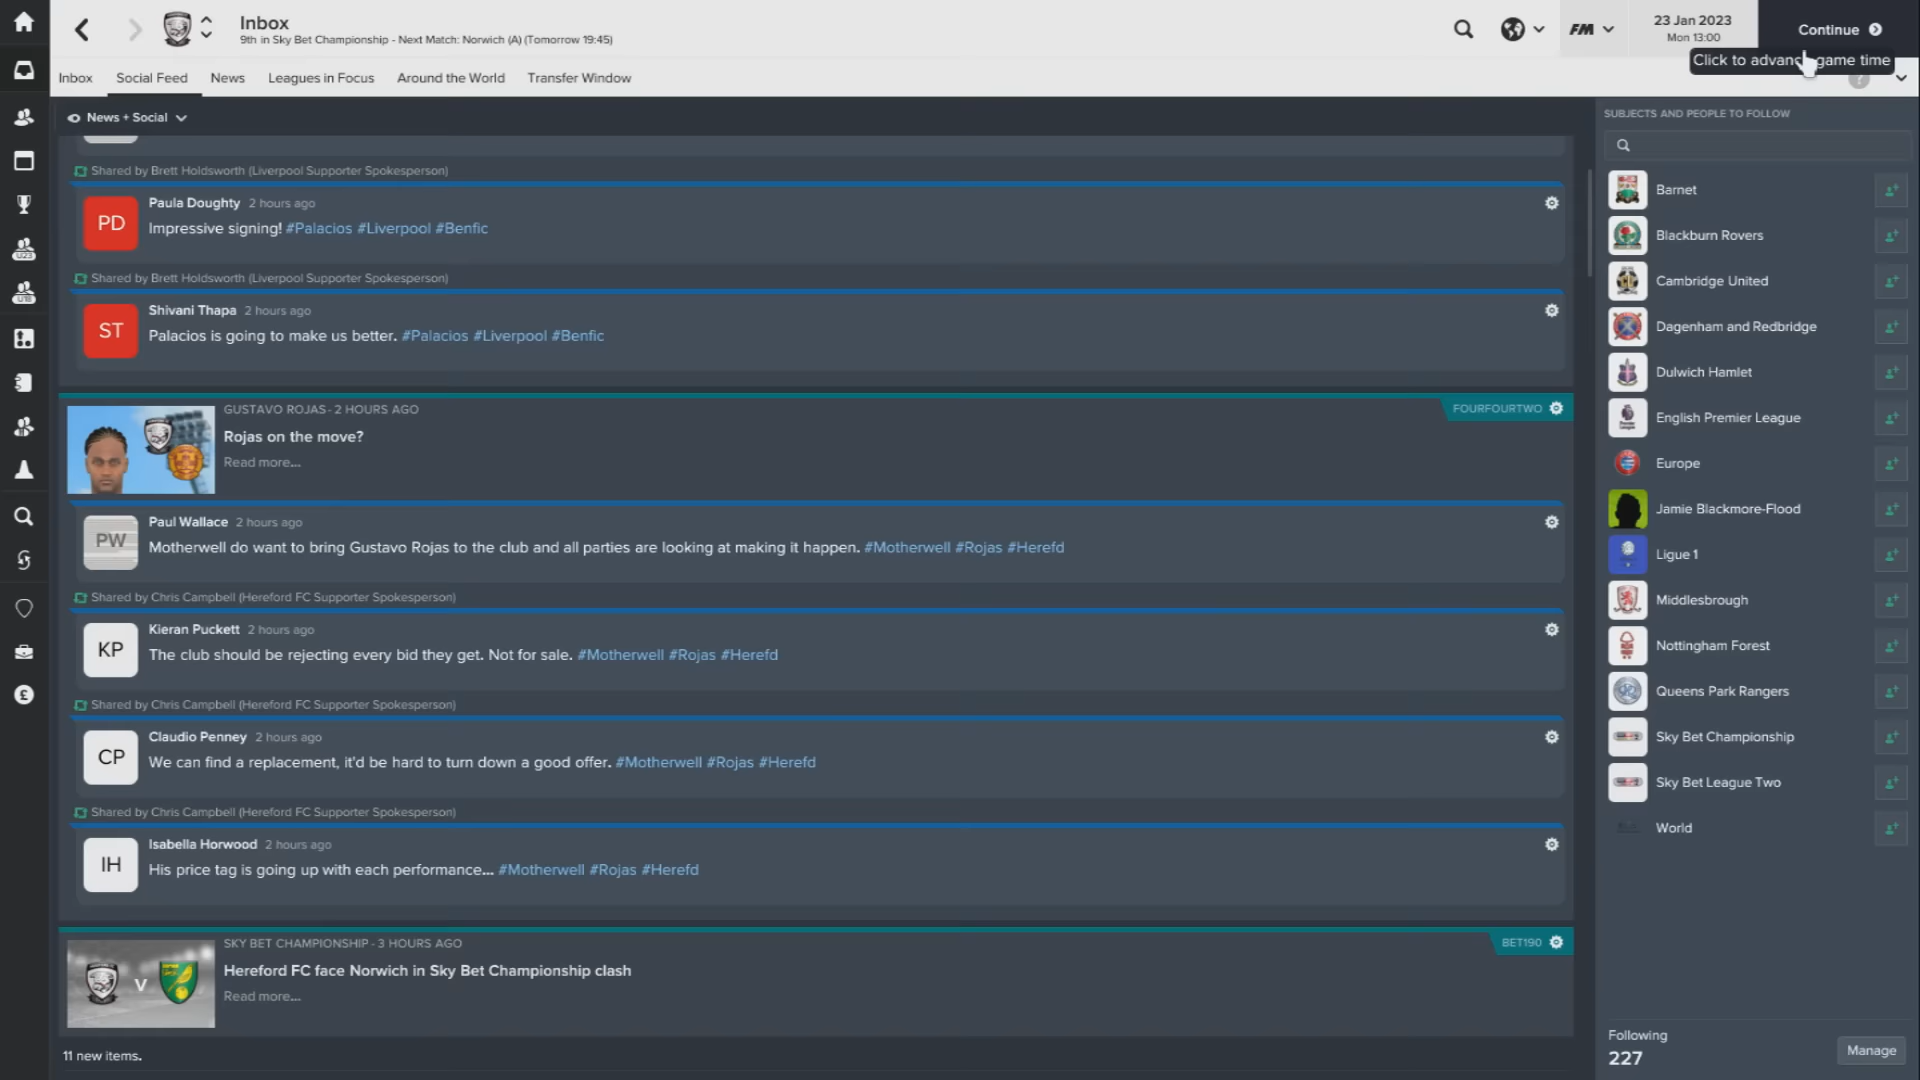 Inbox
9th in Sky Bet Championship - Next Match: Norwich (A) (Tomorrow 19:45)
FM
23 Jan 2023
Mon 13:00
Continue
Click to advance game time
Inbox Social Feed News Leagues in Focus Around the World Transfer Window
?
News + Social
Shared by Brett Holdsworth (Liverpool Supporter Spokesperson)
PD
Paula Doughty 2 hours ago
Impressive signing! #Palacios #Liverpool #Benfic
Shared by Brett Holdsworth (Liverpool Supporter Spokesperson)
ST
Shivani Thapa 2 hours ago
Palacios is going to make us better. #Palacios #Liverpool #Benfic
GUSTAVO ROJAS - 2 HOURS AGO
FOURFOURTWO
Rojas on the move?
Read more...
PW
Paul Wallace 2 hours ago
Motherwell do want to bring Gustavo Rojas to the club and all parties are looking at making it happen. #Motherwell #Rojas #Herefd
Shared by Chris Campbell (Hereford FC Supporter Spokesperson)
KP
Kieran Puckett 2 hours ago
The club should be rejecting every bid they get. Not for sale. #Motherwell #Rojas #Herefd
Shared by Chris Campbell (Hereford FC Supporter Spokesperson)
CP
Claudio Penney 2 hours ago
We can find a replacement, it'd be hard to turn down a good offer. #Motherwell #Rojas #Herefd
Shared by Chris Campbell (Hereford FC Supporter Spokesperson)
IH
Isabella Horwood 2 hours ago
His price tag is going up with each performance... #Motherwell #Rojas #Herefd
SKY BET CHAMPIONSHIP - 3 HOURS AGO
BET190
V
Hereford FC face Norwich in Sky Bet Championship clash
Read more...
11 new items.
SUBJECTS AND PEOPLE TO FOLLOW
Barnet
Blackburn Rovers
Cambridge United
Dagenham and Redbridge
Dulwich Hamlet
English Premier League
Europe
Jamie Blackmore-Flood
Ligue 1
Middlesbrough
Nottingham Forest
Queens Park Rangers
Sky Bet Championship
Sky Bet League Two
World
Following
227
Manage
U23
U18
£